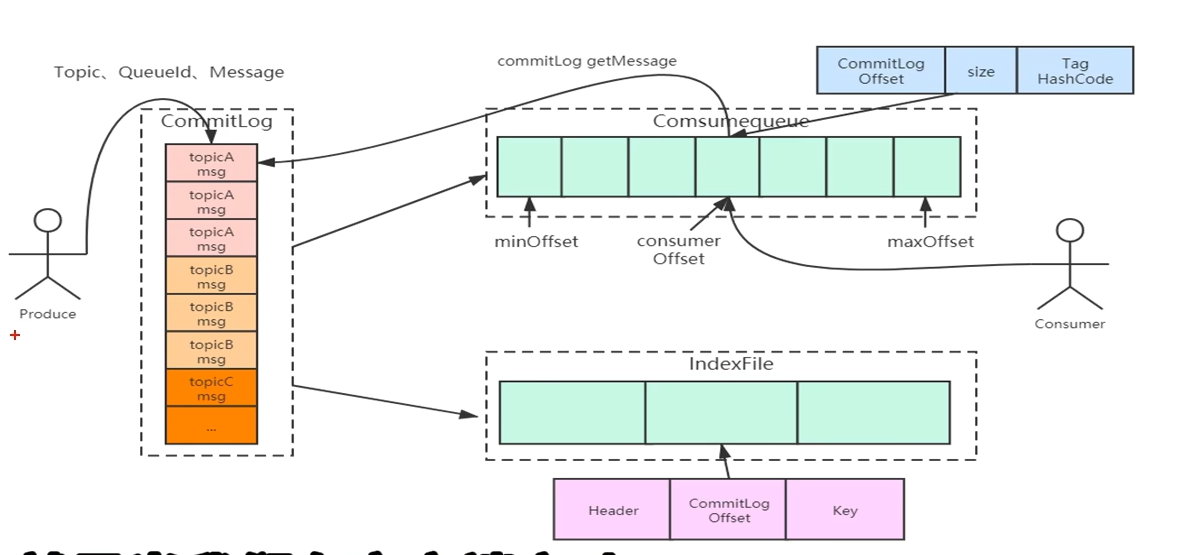 commitLog getMessage
CommitLog
Offset
size
Tag
HashCode
Topic、QueueId、Message
CommitLog
Comsumequeue
topicA
msg
topicA
msg
topicA
msg
topicB
msg
topicB
msg
topicB
msg
topicC
msg
...
minOffset
consumer
Offset
maxOffset
Produce
Consumer
IndexFile
Header
CommitLog
Offset
Key